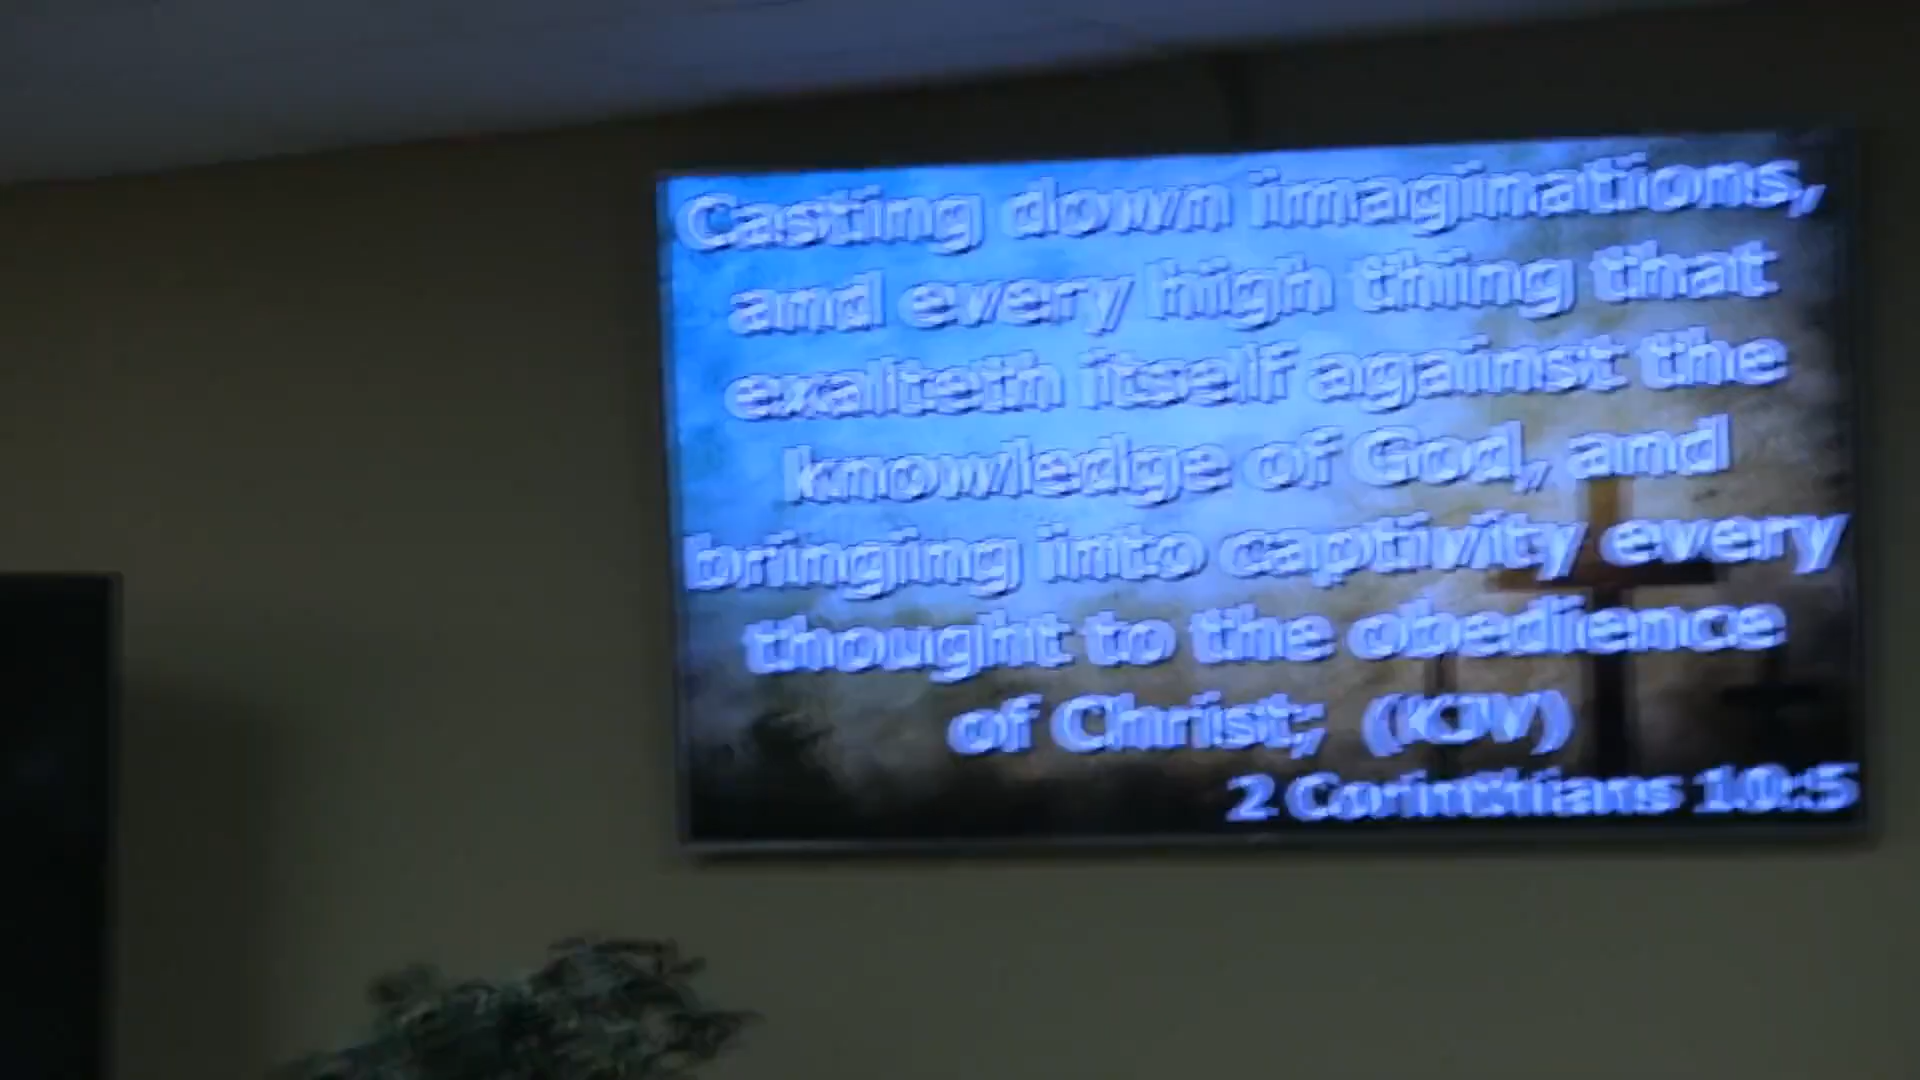 Casting down imaginations,
and every high thing that
exalteth itself against the
knowledge of God, and
bringing into captivity every
thought to the obedience
of Christ; (KJV)
2 Corinthians 10:5